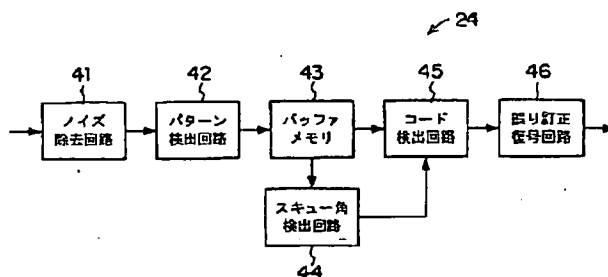 24
41
42
43
45
46
ノイズ
除去回路
パターン
検出回路
バッファ
メモリ
コード
検出回路
誤り訂正
復号回路
スキュー角
検出回路
44